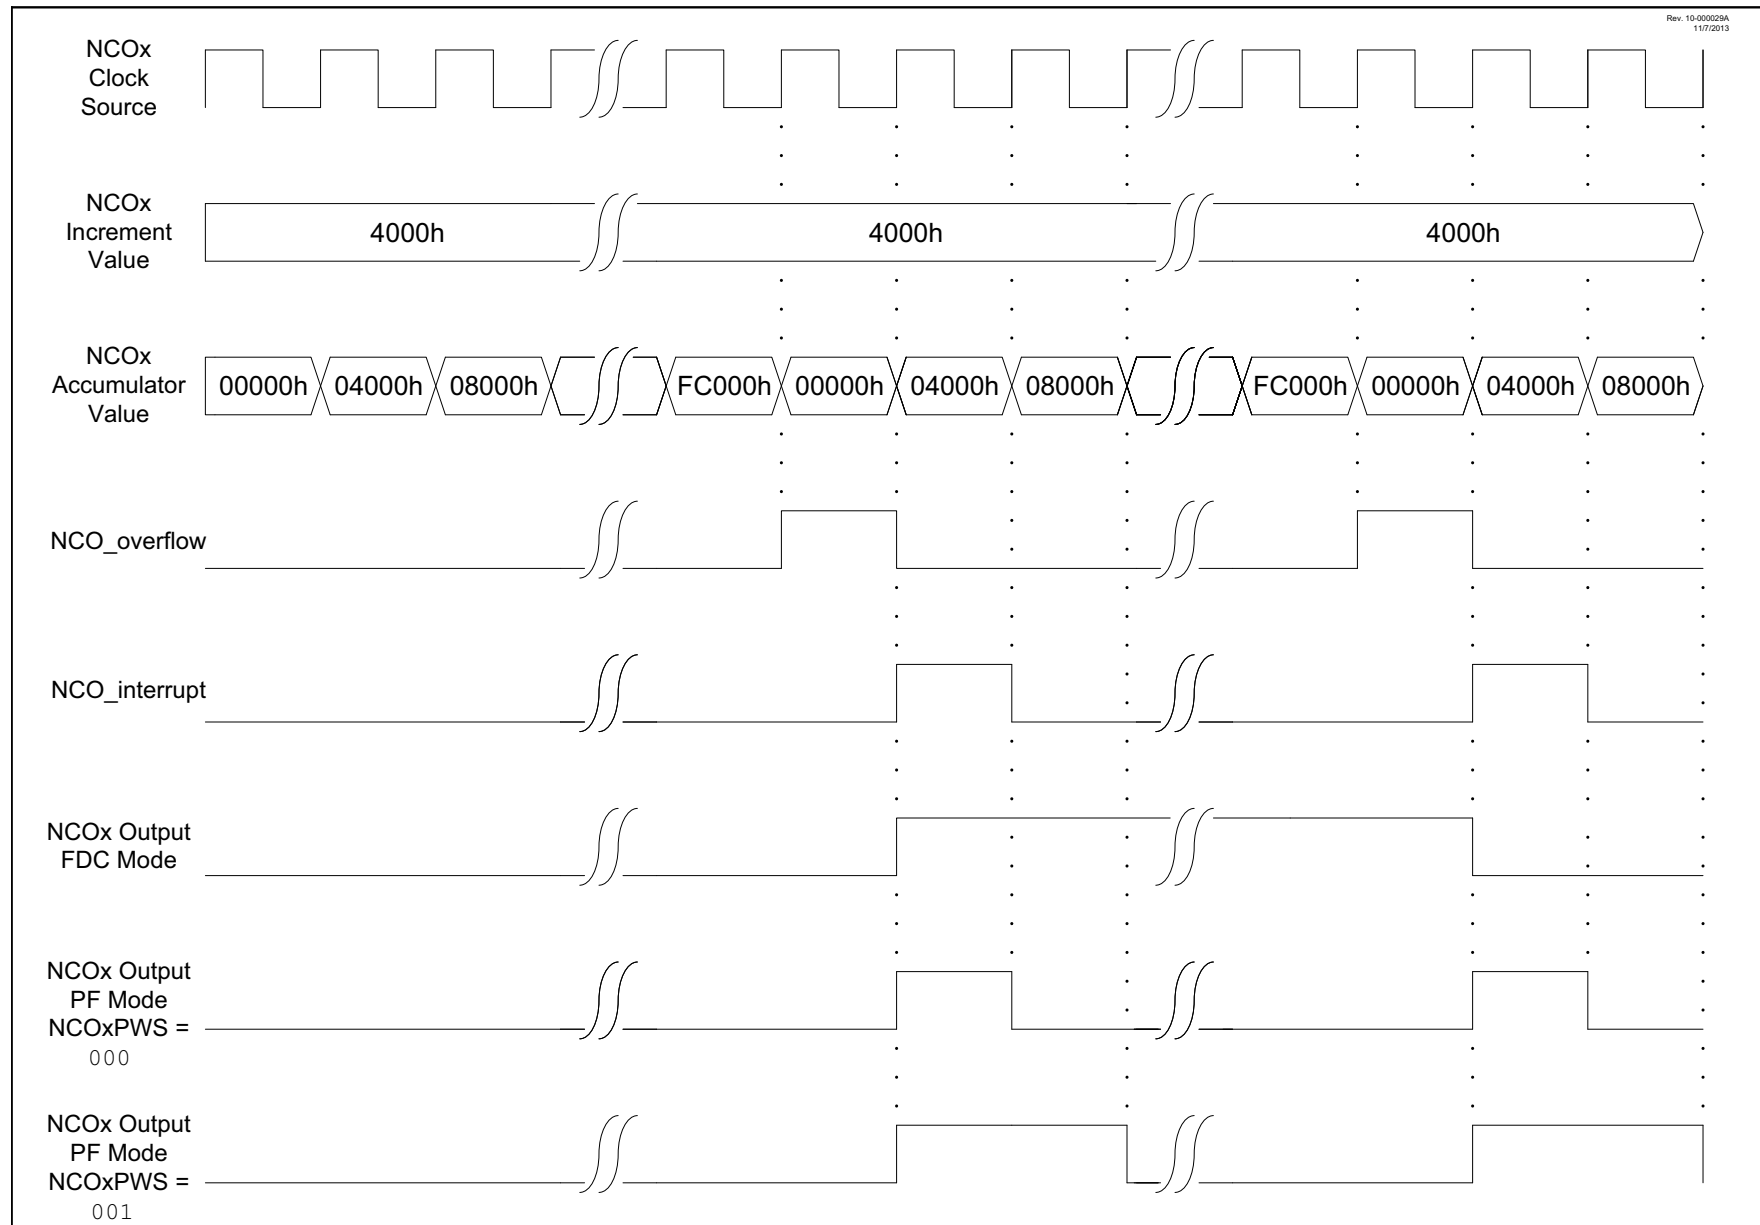 Rev. 10-000029A
11/7/2013
NCOx
Clock
Source
NCOx
Increment
Value
4000h
4000h
4000h
NCOx
Accumulator
Value
00000h 04000h 08000h FC000h 00000h 04000h 08000h FC000h 00000h 04000h 08000h
NCO_overflow
NCO_interrupt
NCOx Output
FDC Mode
NCOx Output
PF Mode
NCOxPWS =
000
NCOx Output
PF Mode
NCOxPWS =
001